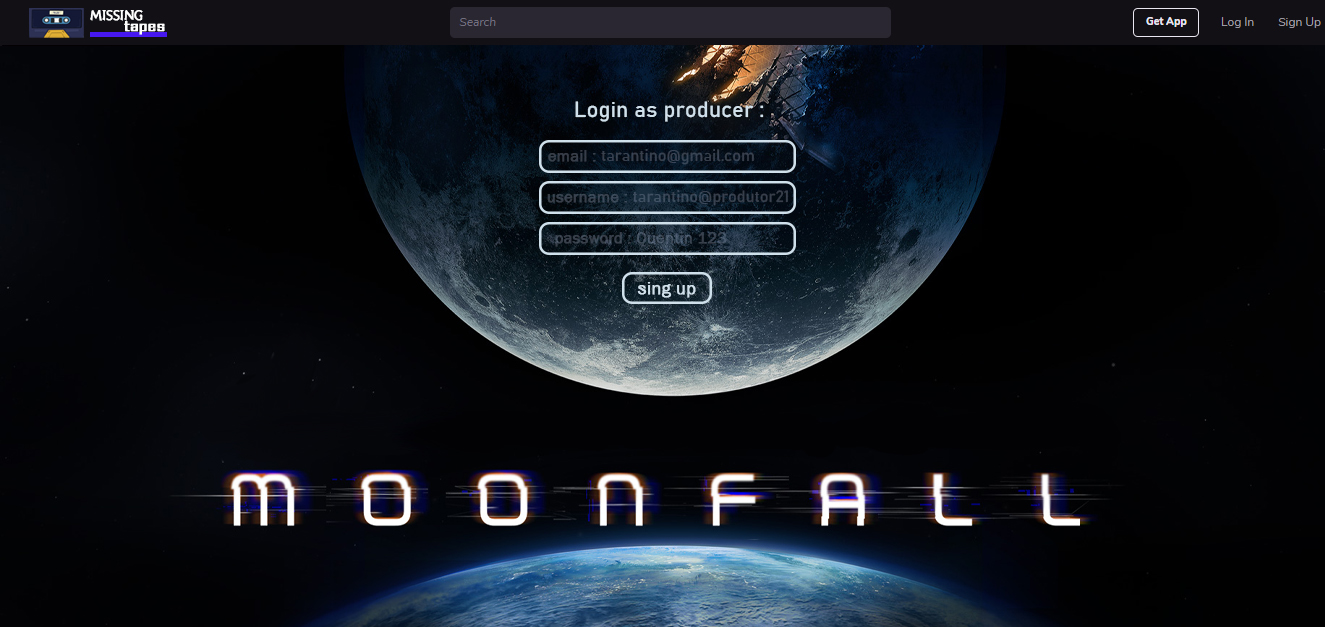 MISSING
tapes
Search
Get App
Log In
Sign Up
Login as producer :
email : tarantino@gmail.com
username : tarantino@produtor21
password : Quentin 123
sing up
MOONFALL